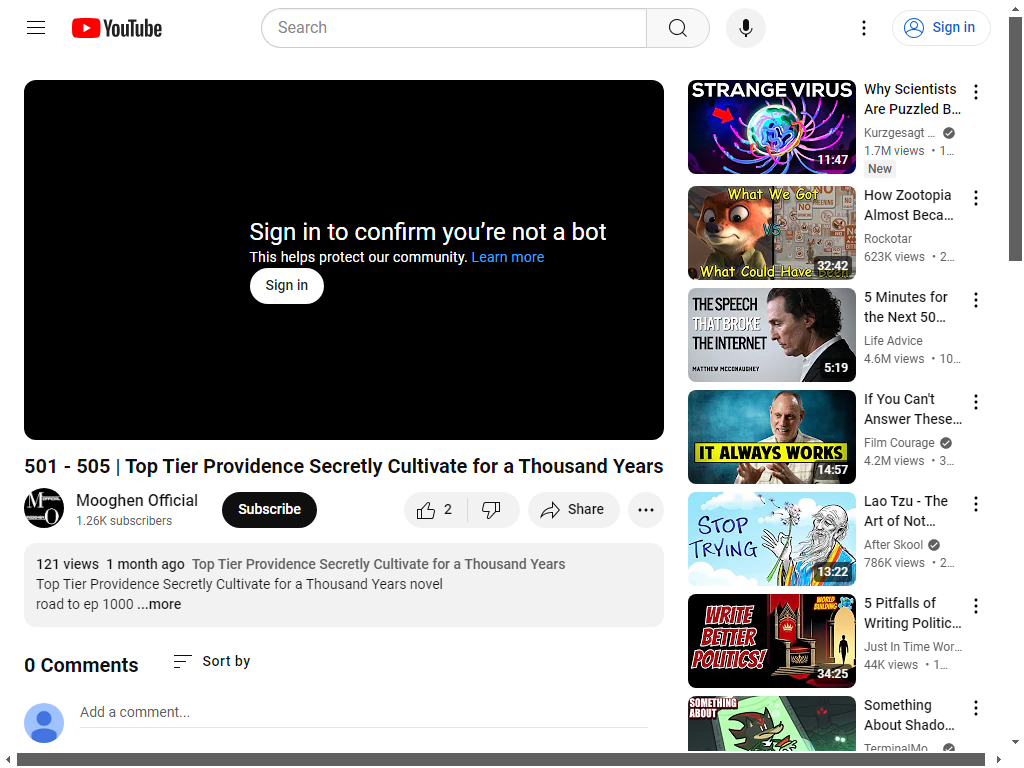 YouTube
Search
Sign in
Sign in to confirm you're not a bot
This helps protect our community. Learn more
Sign in
501 - 505 | Top Tier Providence Secretly Cultivate for a Thousand Years
Mooghen Official
1.26K subscribers
Subscribe
2
Share
121 views 1 month ago Top Tier Providence Secretly Cultivate for a Thousand Years
Top Tier Providence Secretly Cultivate for a Thousand Years novel
road to ep 1000 ...more
0 Comments
Sort by
Add a comment...
STRANGE VIRUS
11:47
Why Scientists
Are Puzzled B...
Kurzgesagt ...
1.7M views • 1...
New
What We Got
VS
What Could Have Been
32:42
How Zootopia
Almost Beca...
Rockotar
623K views • 2...
THE SPEECH
THAT BROKE
THE INTERNET
MATTHEW MCCONAUGHEY
5:19
5 Minutes for
the Next 50...
Life Advice
4.6M views • 10...
IT ALWAYS WORKS
14:57
If You Can't
Answer These...
Film Courage
4.2M views • 3...
STOP
TRYING
13:22
Lao Tzu - The
Art of Not...
After Skool
786K views • 2...
WORLD
BUILDING
WRITE
BETTER
POLITICS!
34:25
5 Pitfalls of
Writing Politic...
Just In Time Wor...
44K views • 1...
SOMETHING
ABOUT
Something
About Shado...
TerminalMo...